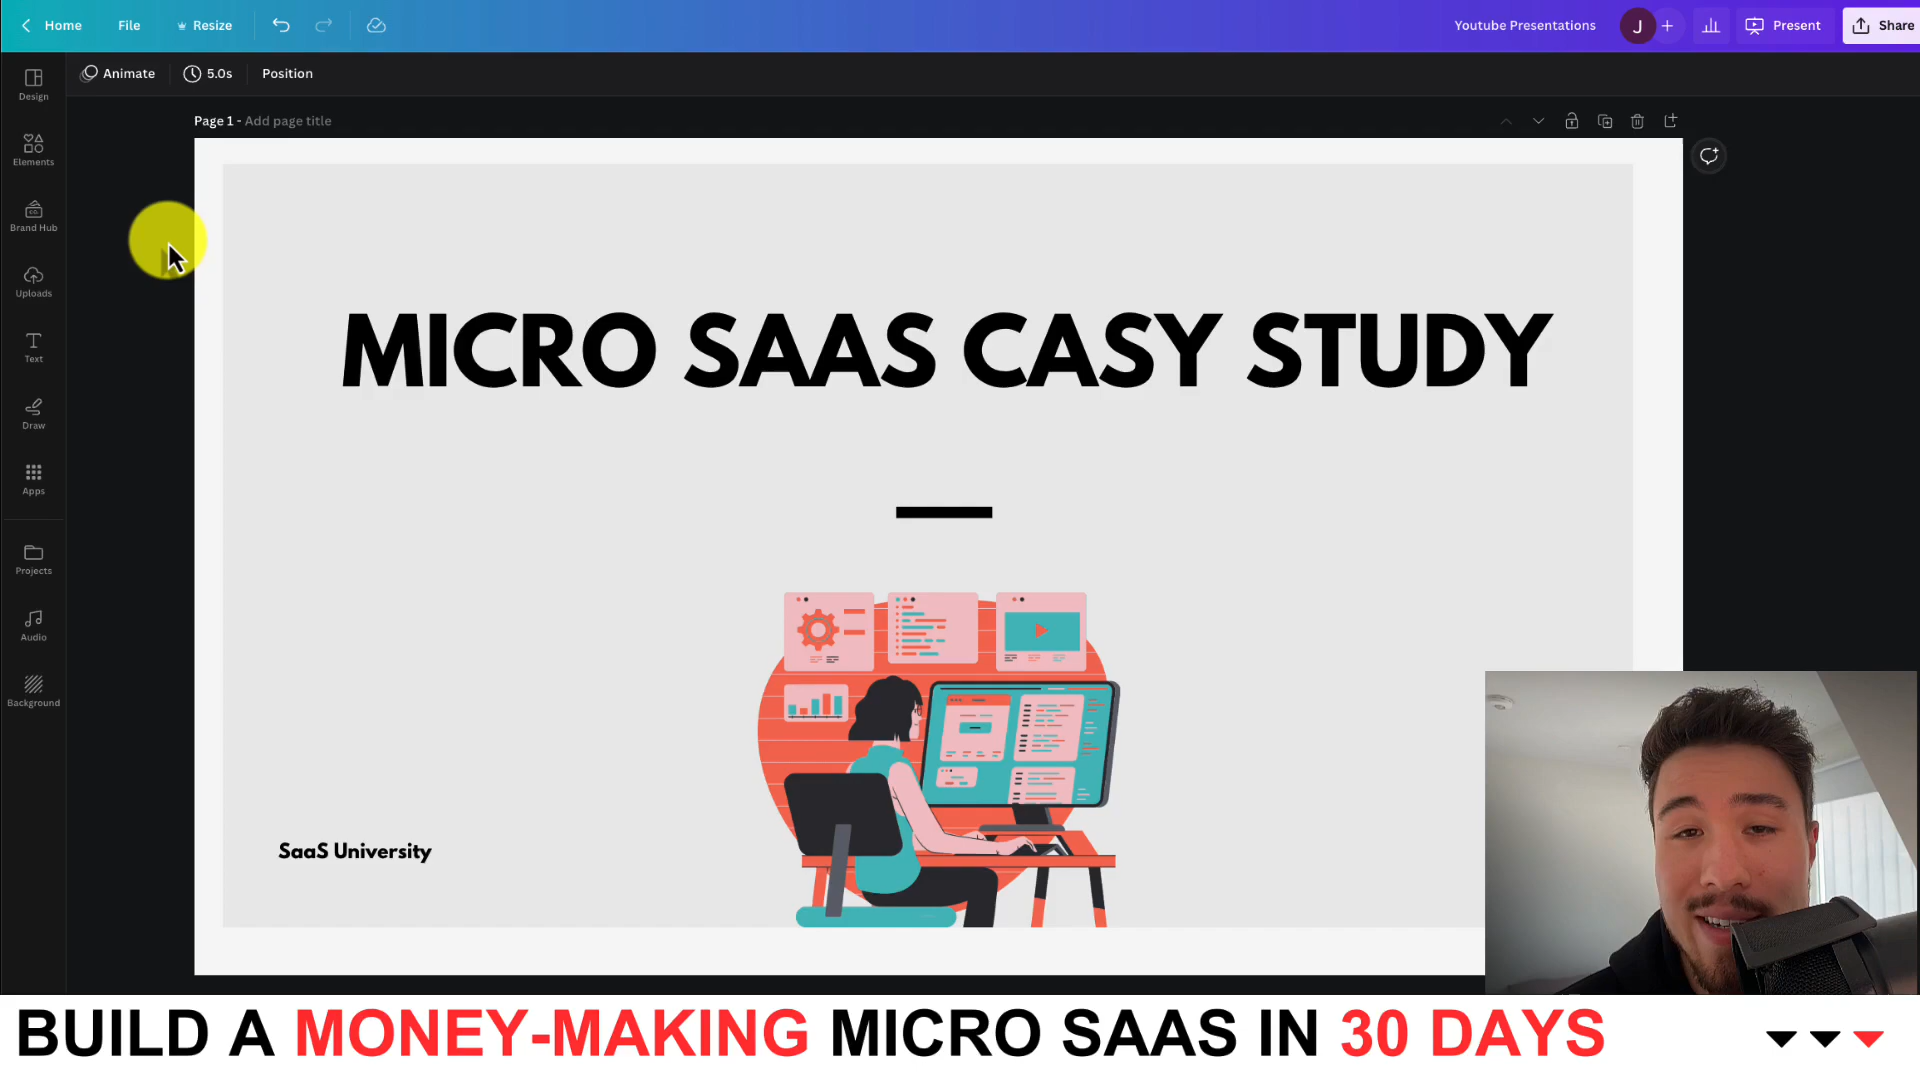 Home File Resize Youtube Presentations J + Present Share
Animate 5.0s Position
Design
Page 1 - Add page title
Elements
Brand Hub
Uploads
Text
Draw
Apps
Projects
Audio
Background
MICRO SAAS CASY STUDY
SaaS University
BUILD A MONEY-MAKING MICRO SAAS IN 30 DAYS